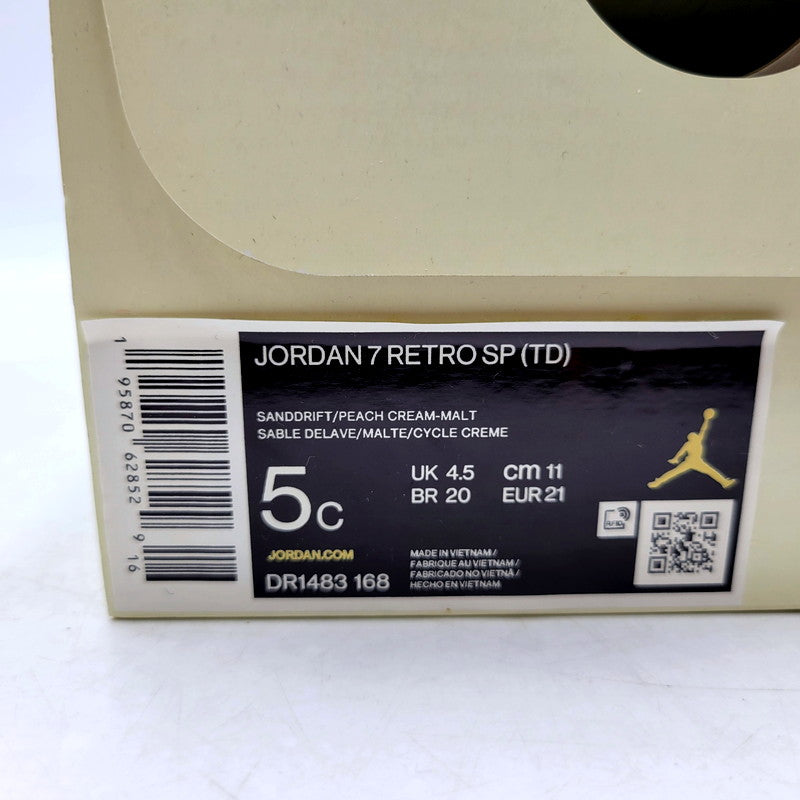 JORDAN 7 RETRO SP (TD)
SANDDRIFT/PEACH CREAM-MALT
SABLE DELAVE/MALTE/CYCLE CREME
5C
UK 4.5 cm 11
BR 20 EUR 21
JORDAN.COM
DR1483 168
MADE IN VIETNAM /
FABRIQUE AU VIETNAM /
FABRICADO NO VIETNÃ /
HECHO EN VIETNAM
RFID
1 95870 62852 9 16